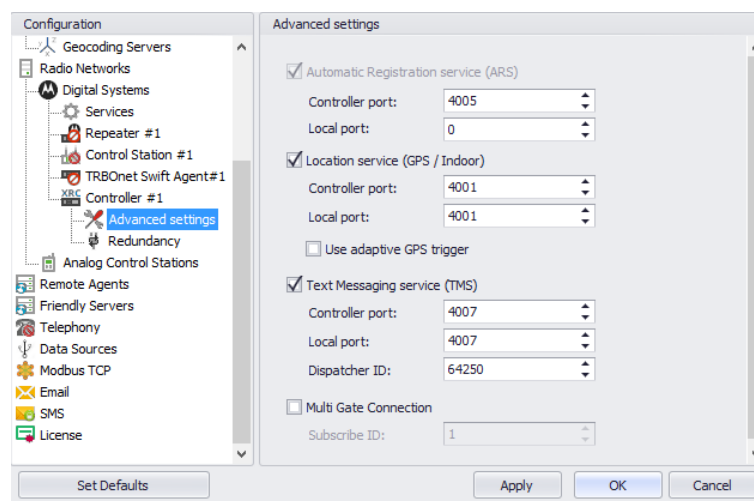 Configuration
Geocoding Servers
Radio Networks
Digital Systems
Services
Repeater #1
Control Station #1
TRBOnet Swift Agent#1
XRC Controller #1
Advanced settings
Redundancy
Analog Control Stations
Remote Agents
Friendly Servers
Telephony
Data Sources
Modbus TCP
Email
SMS
License
Set Defaults
Advanced settings
Automatic Registration service (ARS)
Controller port: 4005
Local port: 0
Location service (GPS / Indoor)
Controller port: 4001
Local port: 4001
Use adaptive GPS trigger
Text Messaging service (TMS)
Controller port: 4007
Local port: 4007
Dispatcher ID: 64250
Multi Gate Connection
Subscribe ID: 1
Apply OK Cancel